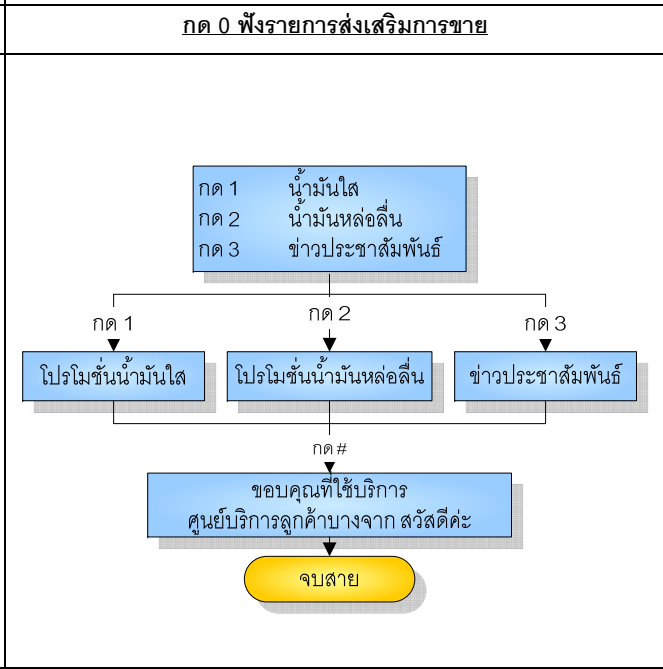 กด 0 ฟังรายการส่งเสริมการขาย
กด 1 น้ำมันใส
กด 2 น้ำมันหล่อลื่น
กด 3 ข่าวประชาสัมพันธ์
กด 1
กด 2
กด 3
โปรโมชั่นน้ำมันใส
โปรโมชั่นน้ำมันหล่อลื่น
ข่าวประชาสัมพันธ์
กด #
ขอบคุณที่ใช้บริการ
ศูนย์บริการลูกค้าบางจาก สวัสดีค่ะ
จบสาย